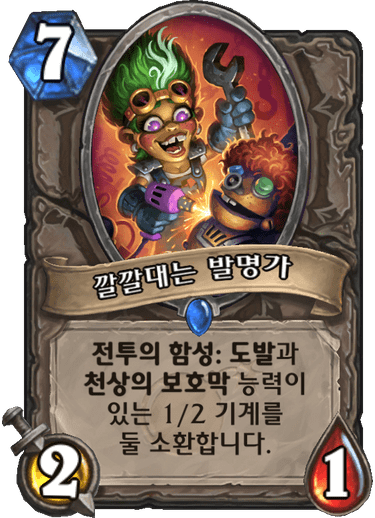 7
깔깔대는 발명가
전투의 함성: 도발과
천상의 보호막 능력이
있는 1/2 기계를
둘 소환합니다.
2
1